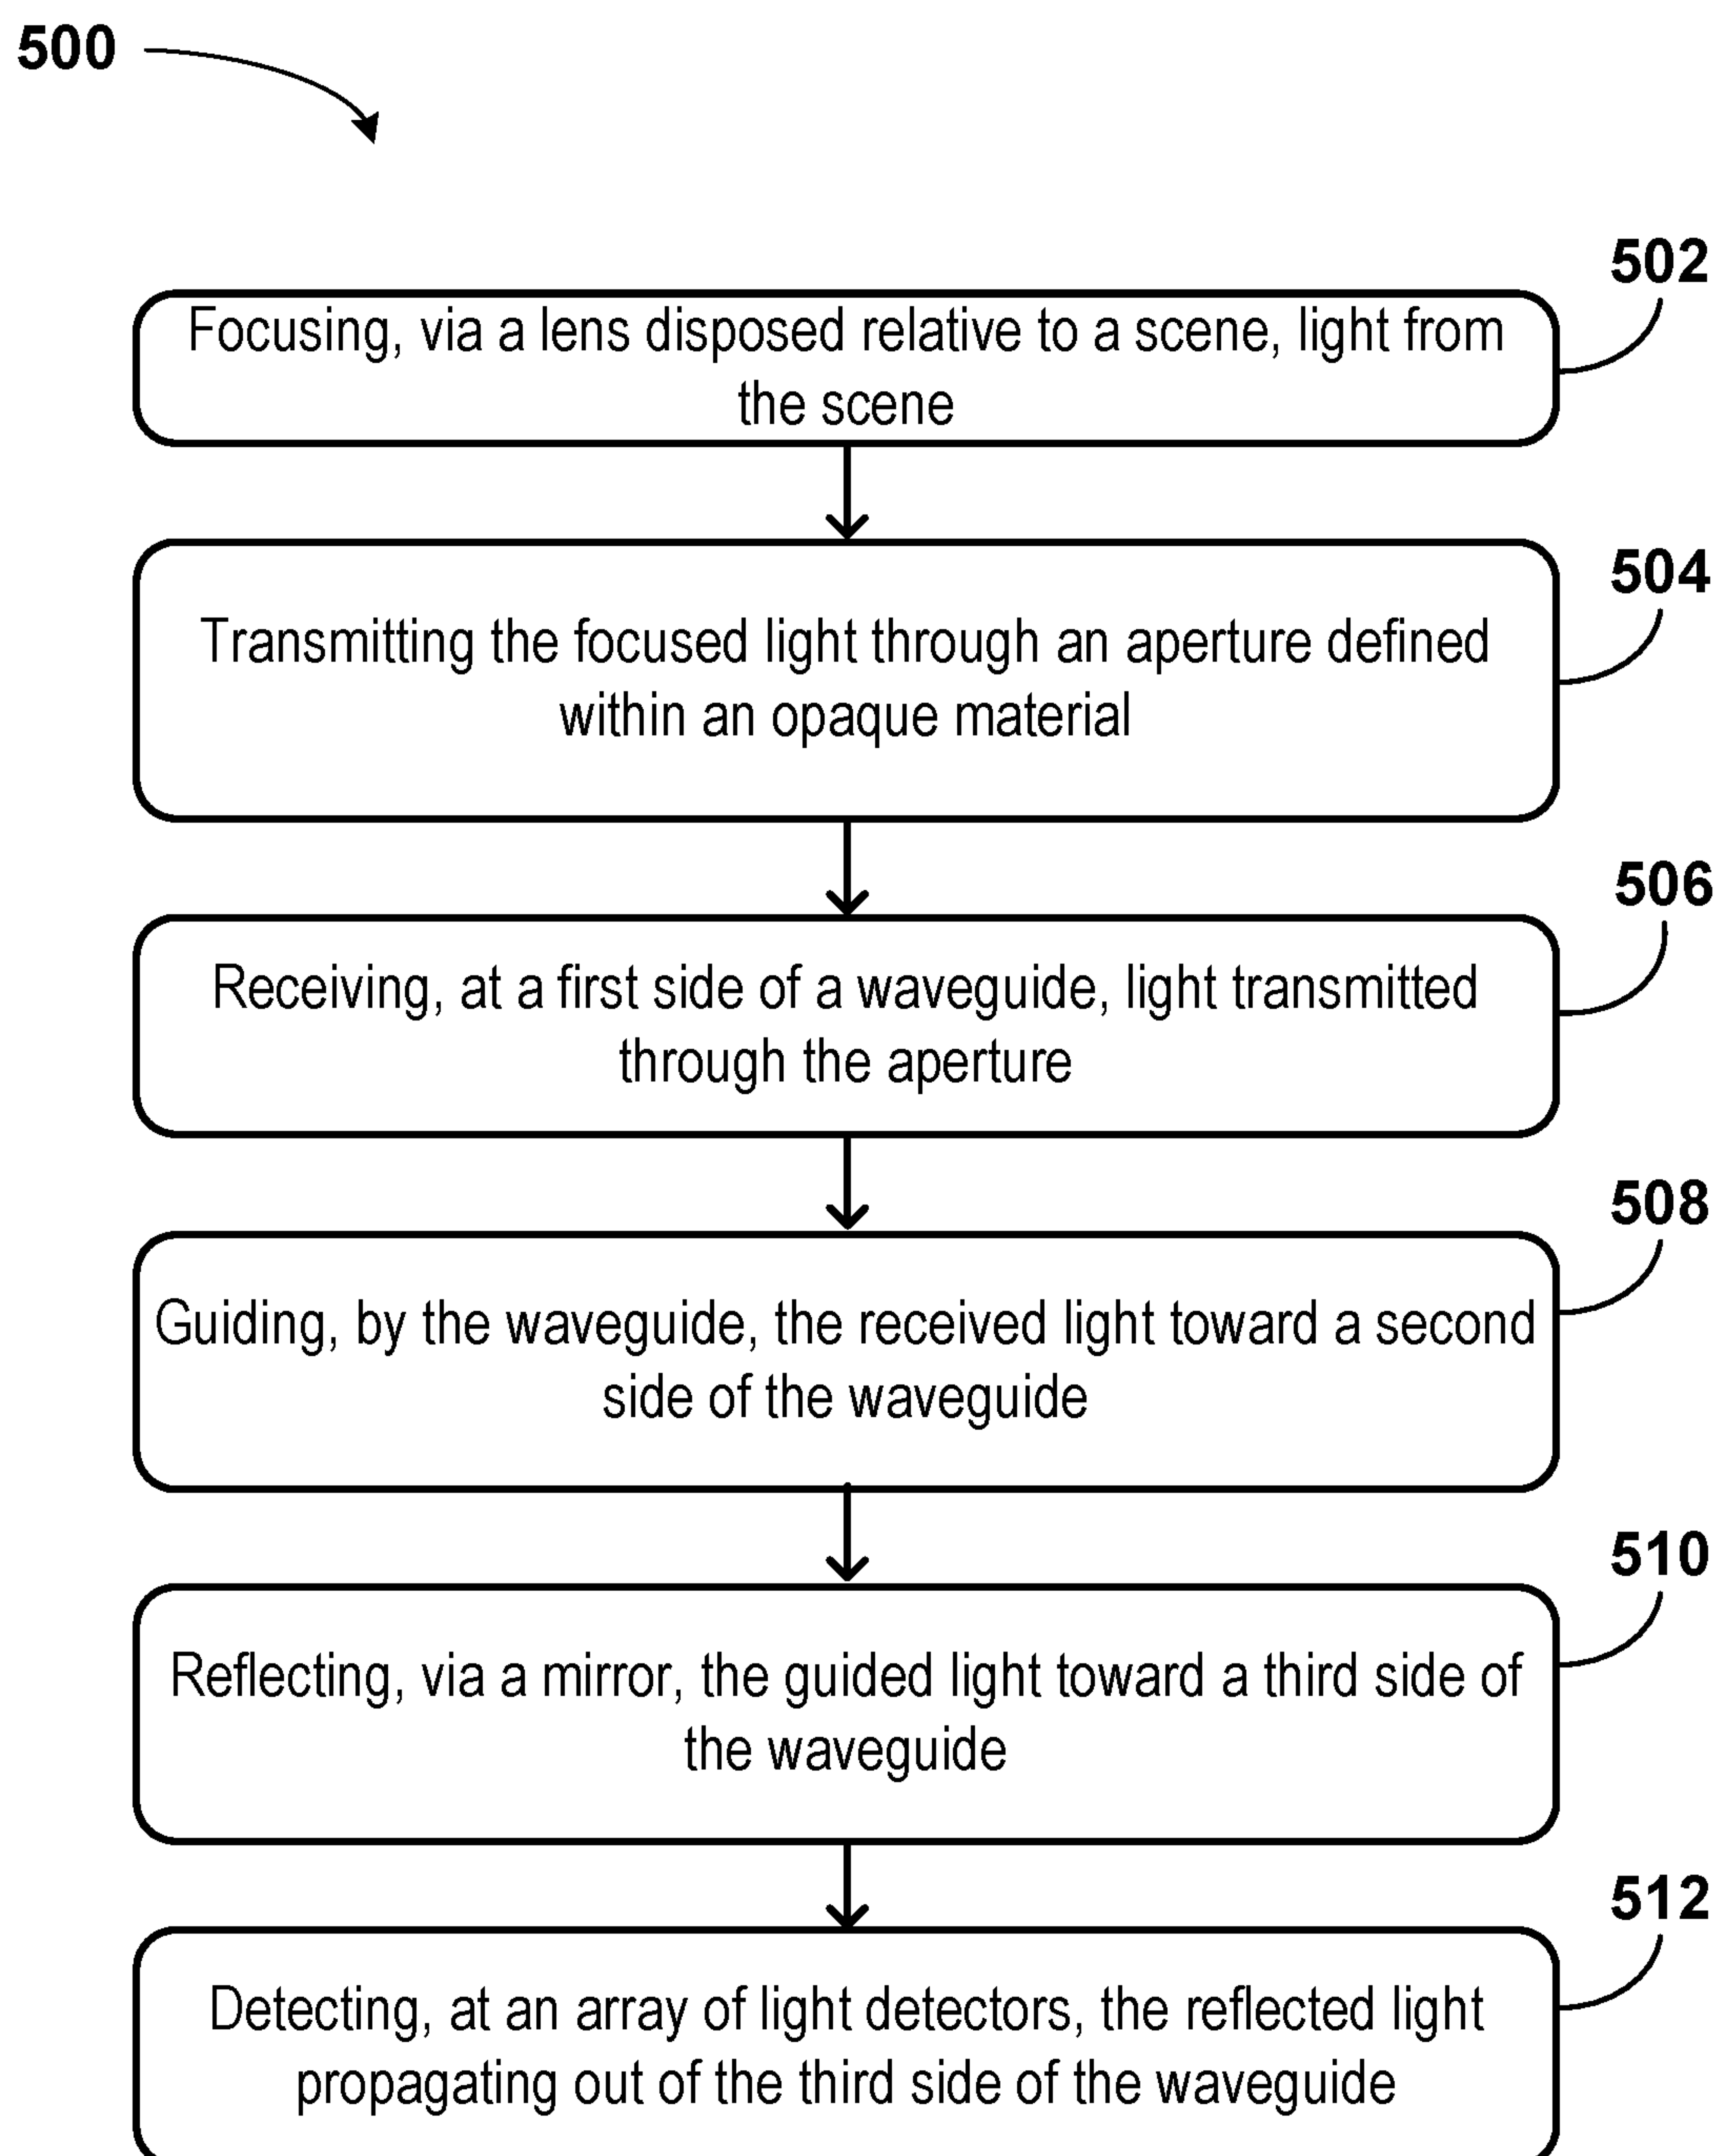 500
502
Focusing, via a lens disposed relative to a scene, light from
the scene
504
Transmitting the focused light through an aperture defined
within an opaque material
506
Receiving, at a first side of a waveguide, light transmitted
through the aperture
508
Guiding, by the waveguide, the received light toward a second
side of the waveguide
510
Reflecting, via a mirror, the guided light toward a third side of
the waveguide
512
Detecting, at an array of light detectors, the reflected light
propagating out of the third side of the waveguide